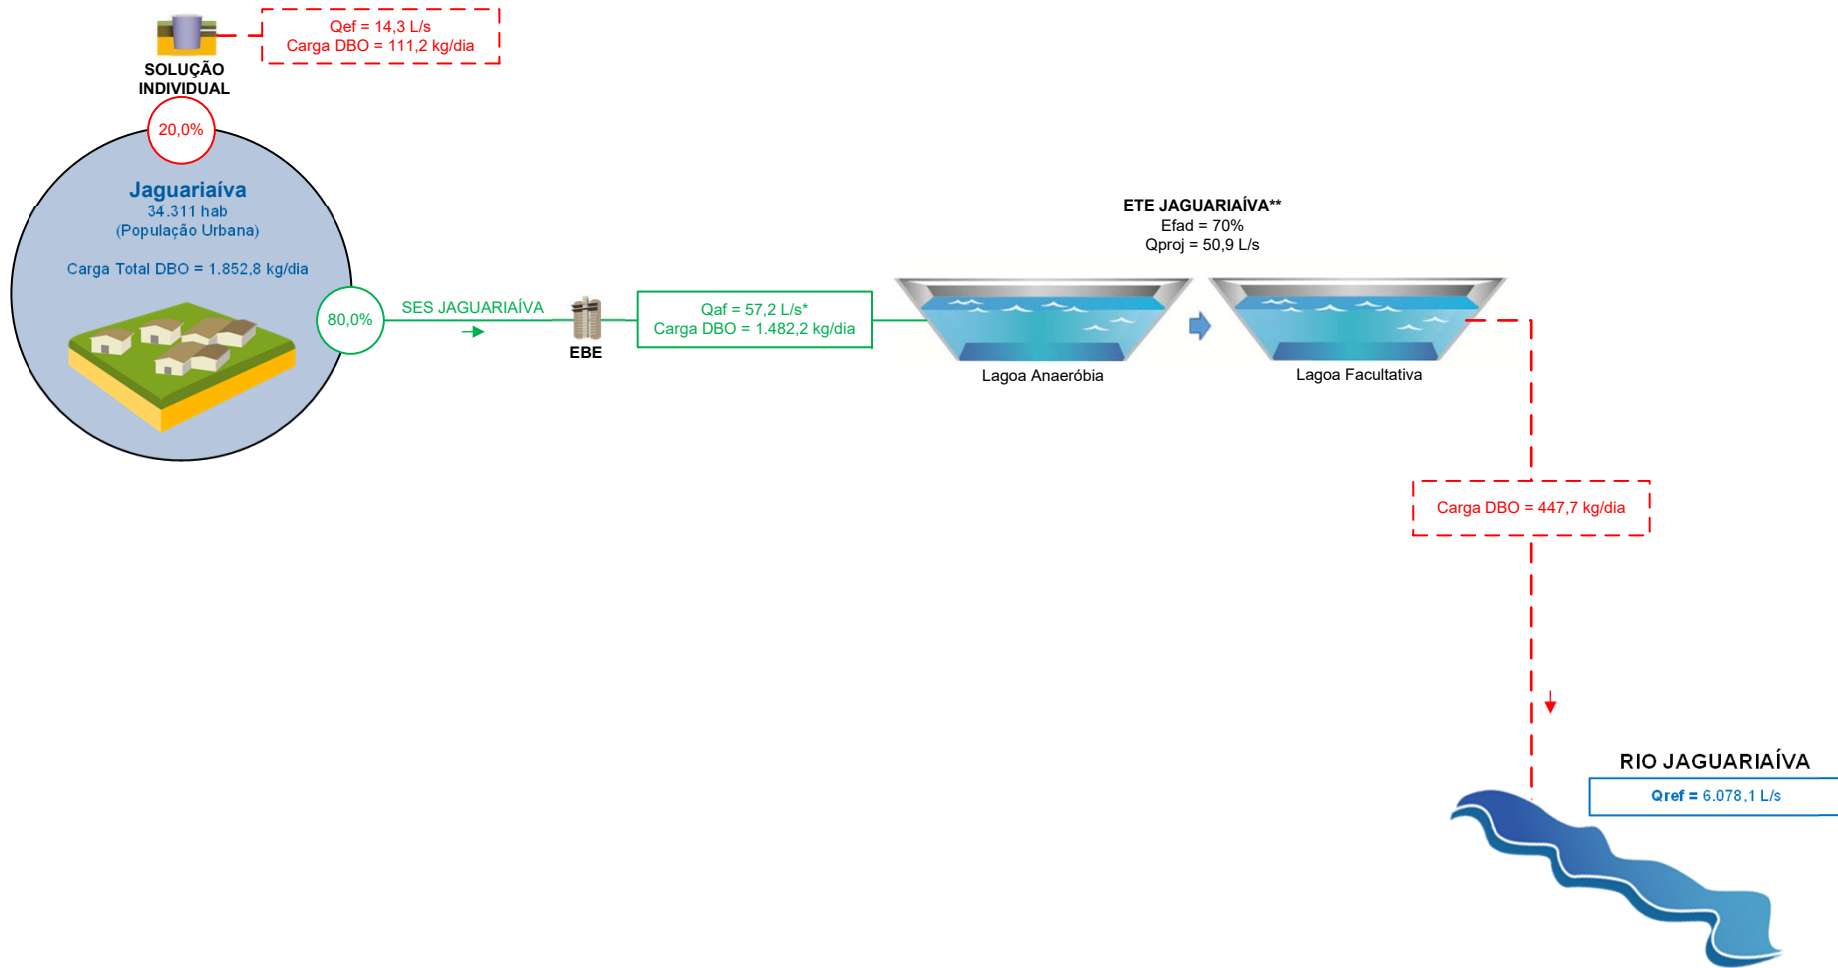 Qef = 14,3 L/s
Carga DBO = 111,2 kg/dia
SOLUÇÃO
INDIVIDUAL
20,0%
Jaguariaíva
34.311 hab
(População Urbana)
Carga Total DBO = 1.852,8 kg/dia
80,0%
SES JAGUARIAÍVA
EBE
Qaf = 57,2 L/s*
Carga DBO = 1.482,2 kg/dia
ETE JAGUARIAÍVA**
Efad = 70%
Qproj = 50,9 L/s
Lagoa Anaeróbia
Lagoa Facultativa
Carga DBO = 447,7 kg/dia
RIO JAGUARIAÍVA
Qref = 6.078,1 L/s